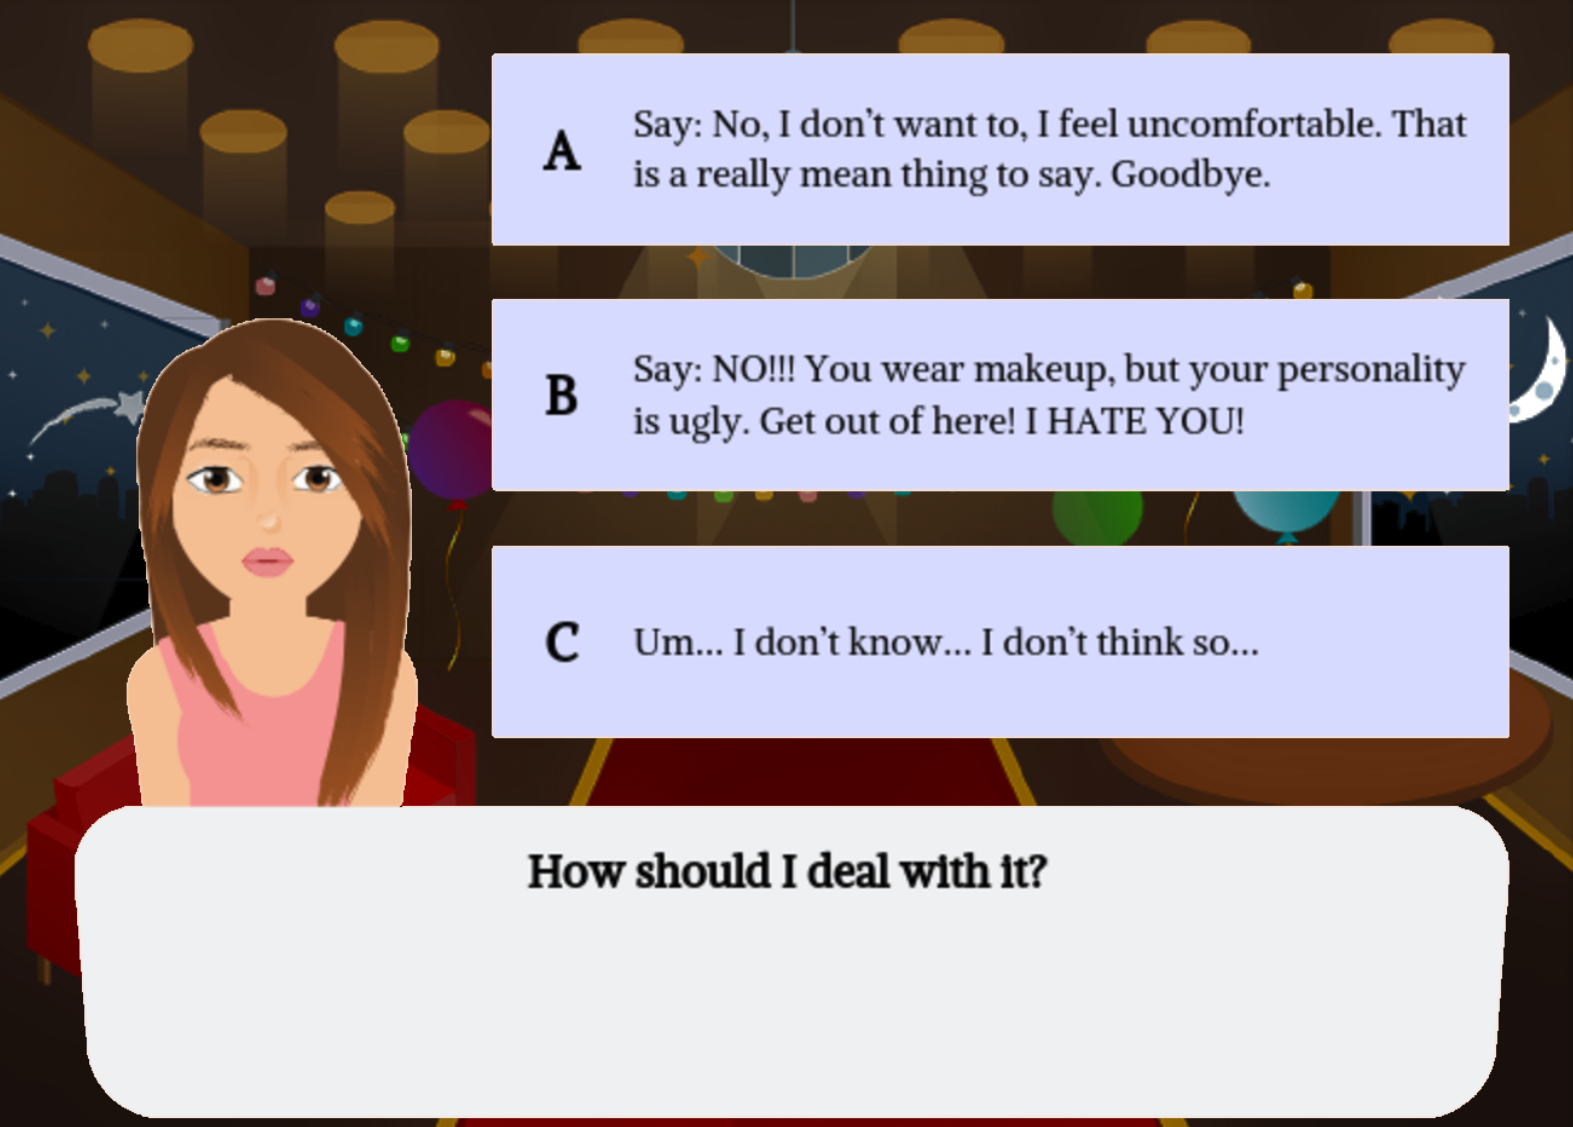 A
Say: No, I don't want to, I feel uncomfortable. That
is a really mean thing to say. Goodbye.
B
Say: NO!!! You wear makeup, but your personality
is ugly. Get out of here! I HATE YOU!
C
Um... I don't know... I don't think so...
How should I deal with it?